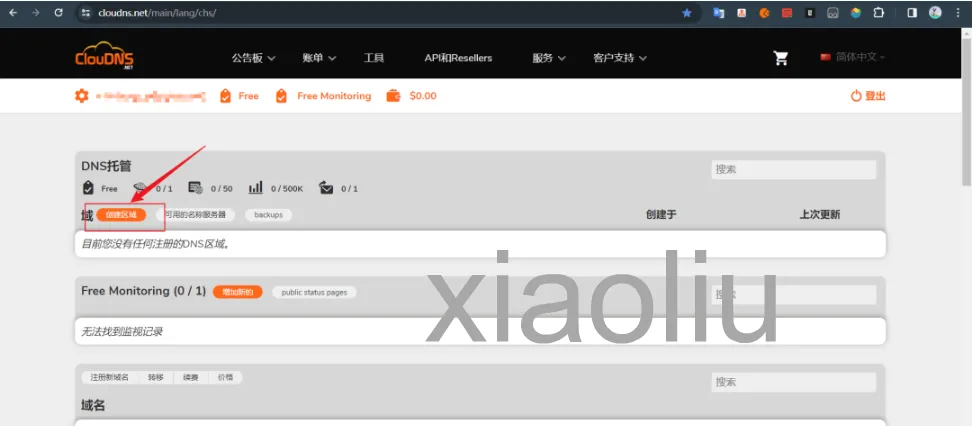 cloudns.net/main/lang/chs/
ClouDNS
.NET
公告板 账单 工具 API和Resellers 服务 客户支持 简体中文
Free Free Monitoring $0.00 登出
DNS托管 搜索
Free 0 / 1 0 / 50 0 / 500K 0 / 1
域 创建区域 可用的名称服务器 backups 创建于 上次更新
目前您没有任何注册的DNS区域。
Free Monitoring (0 / 1) 增加新的 public status pages 搜索
xiaoliu
无法找到监视记录
注册新域名 转移 续费 价格 搜索
域名